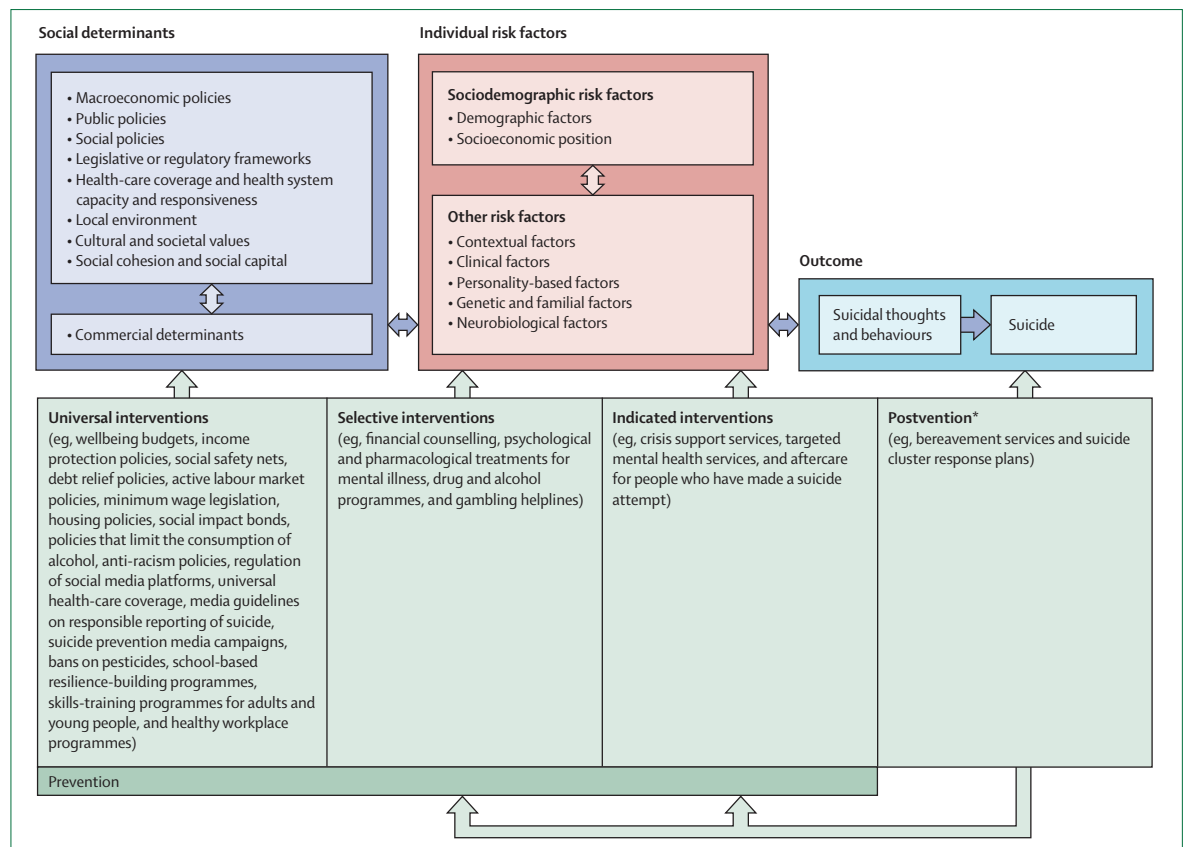 Social determinants
• Macroeconomic policies
• Public policies
• Social policies
• Legislative or regulatory frameworks
• Health-care coverage and health system
capacity and responsiveness
• Local environment
• Cultural and societal values
• Social cohesion and social capital
• Commercial determinants
Individual risk factors
Sociodemographic risk factors
• Demographic factors
• Socioeconomic position
Other risk factors
• Contextual factors
• Clinical factors
• Personality-based factors
• Genetic and familial factors
• Neurobiological factors
Outcome
Suicidal thoughts
and behaviours
Suicide
Universal interventions
(eg, wellbeing budgets, income
protection policies, social safety nets,
debt relief policies, active labour market
policies, minimum wage legislation,
housing policies, social impact bonds,
policies that limit the consumption of
alcohol, anti-racism policies, regulation
of social media platforms, universal
health-care coverage, media guidelines
on responsible reporting of suicide,
suicide prevention media campaigns,
bans on pesticides, school-based
resilience-building programmes,
skills-training programmes for adults and
young people, and healthy workplace
programmes)
Selective interventions
(eg, financial counselling, psychological
and pharmacological treatments for
mental illness, drug and alcohol
programmes, and gambling helplines)
Indicated interventions
(eg, crisis support services, targeted
mental health services, and aftercare
for people who have made a suicide
attempt)
Postvention*
(eg, bereavement services and suicide
cluster response plans)
Prevention